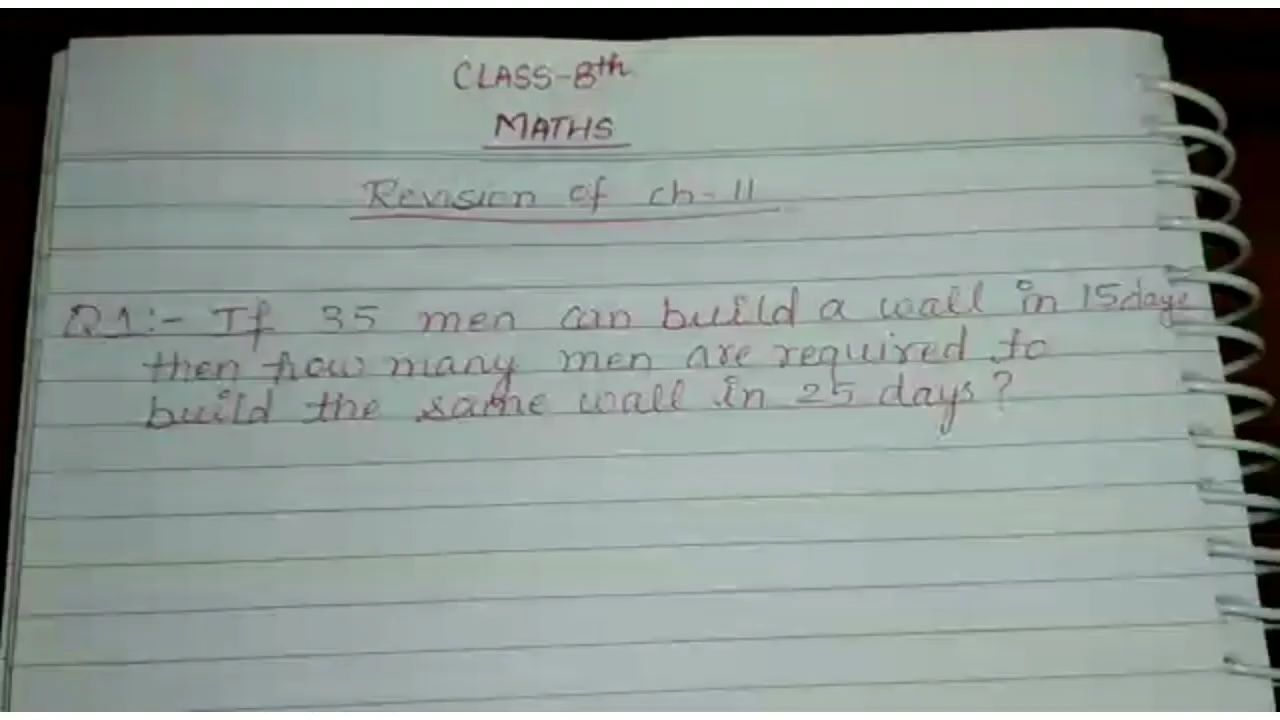 CLASS-8th
MATHS
Revision of ch-11
Q1:- If 35 men can build a wall in 15 days
then how many men are required to
build the same wall in 25 days?